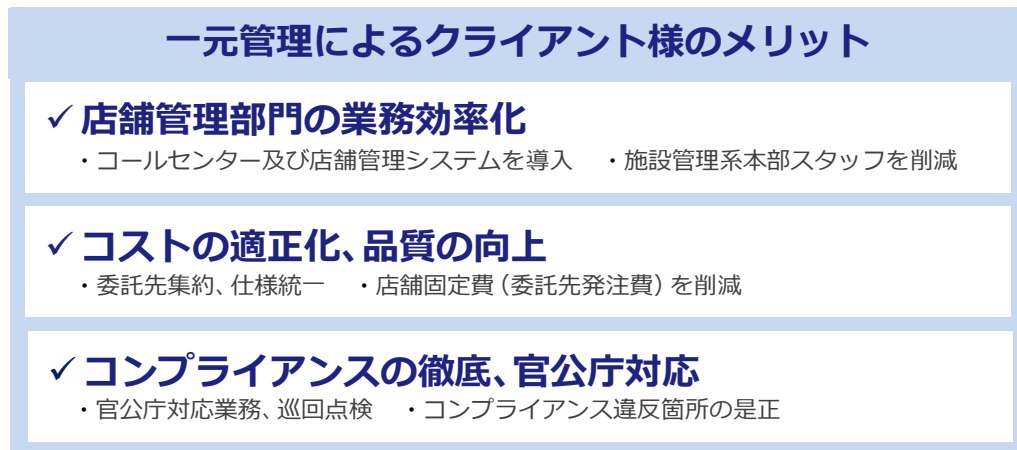 一元管理によるクライアント様のメリット
✓店舗管理部門の業務効率化
・コールセンター及び店舗管理システムを導入　・施設管理系本部スタッフを削減
✓コストの適正化、品質の向上
・委託先集約、仕様統一　・店舗固定費（委託先発注費）を削減
✓コンプライアンスの徹底、官公庁対応
・官公庁対応業務、巡回点検　・コンプライアンス違反箇所の是正